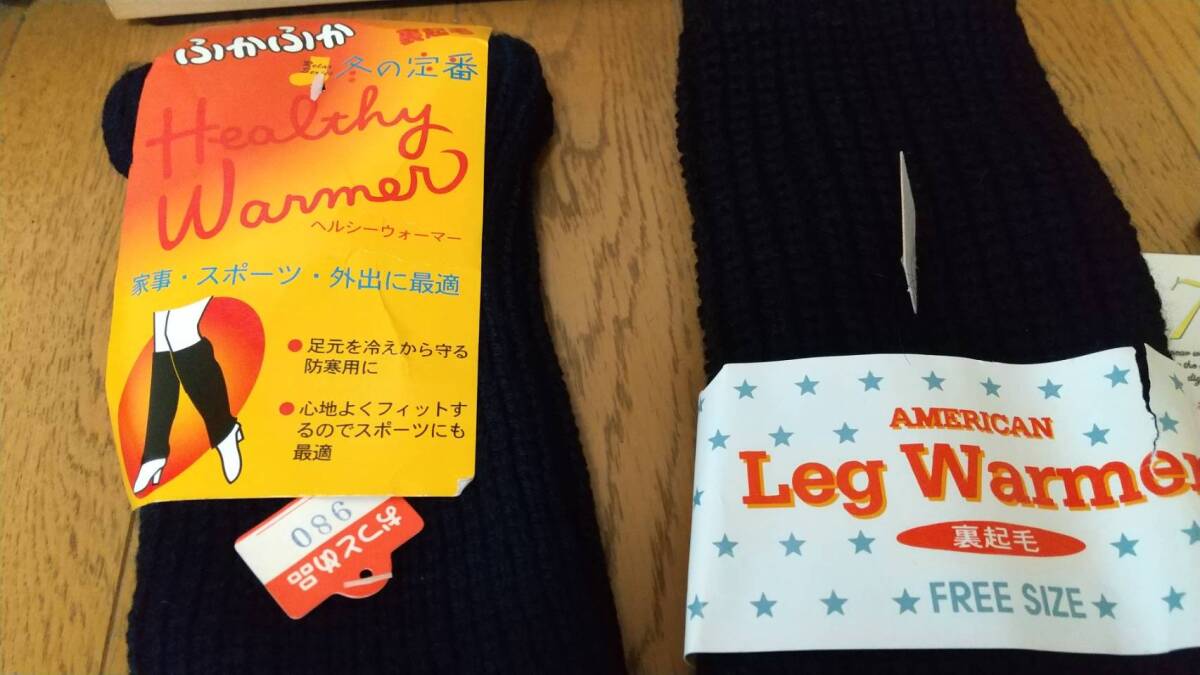 ふかふか
裏起毛
冬の定番
Healthy
Warmer
ヘルシーウォーマー
家事・スポーツ・外出に最適
●足元を冷えから守る
防寒用に
●心地よくフィットす
るのでスポーツにも
最適
おつとめ品
980
AMERICAN
Leg Warmer
裏起毛
FREE SIZE
7